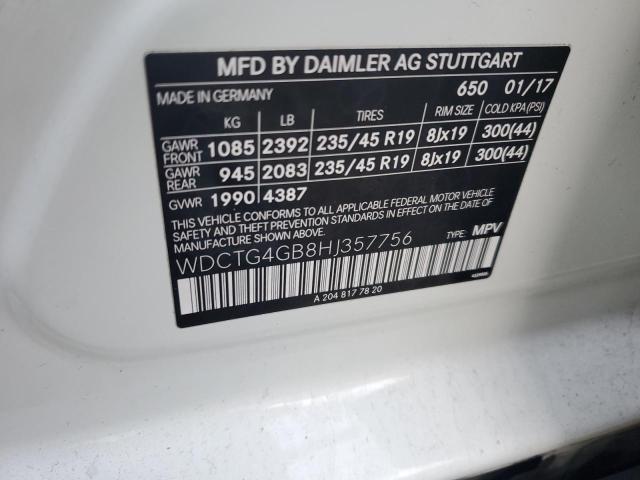 MFD BY DAIMLER AG STUTTGART
650 01/17
MADE IN GERMANY
KG LB TIRES RIM SIZE COLD KPA(PSI)
GAWR FRONT 1085 2392 235/45 R19 8Jx19 300(44)
GAWR REAR 945 2083 235/45 R19 8Jx19 300(44)
GVWR 1990 4387
THIS VEHICLE CONFORMS TO ALL APPLICABLE FEDERAL MOTOR VEHICLE
SAFETY AND THEFT PREVENTION STANDARDS IN EFFECT ON THE
DATE OF MANUFACTURE SHOWN ABOVE.
WDCTG4GB8HJ357756 TYPE: MPV
A 204 817 78 20